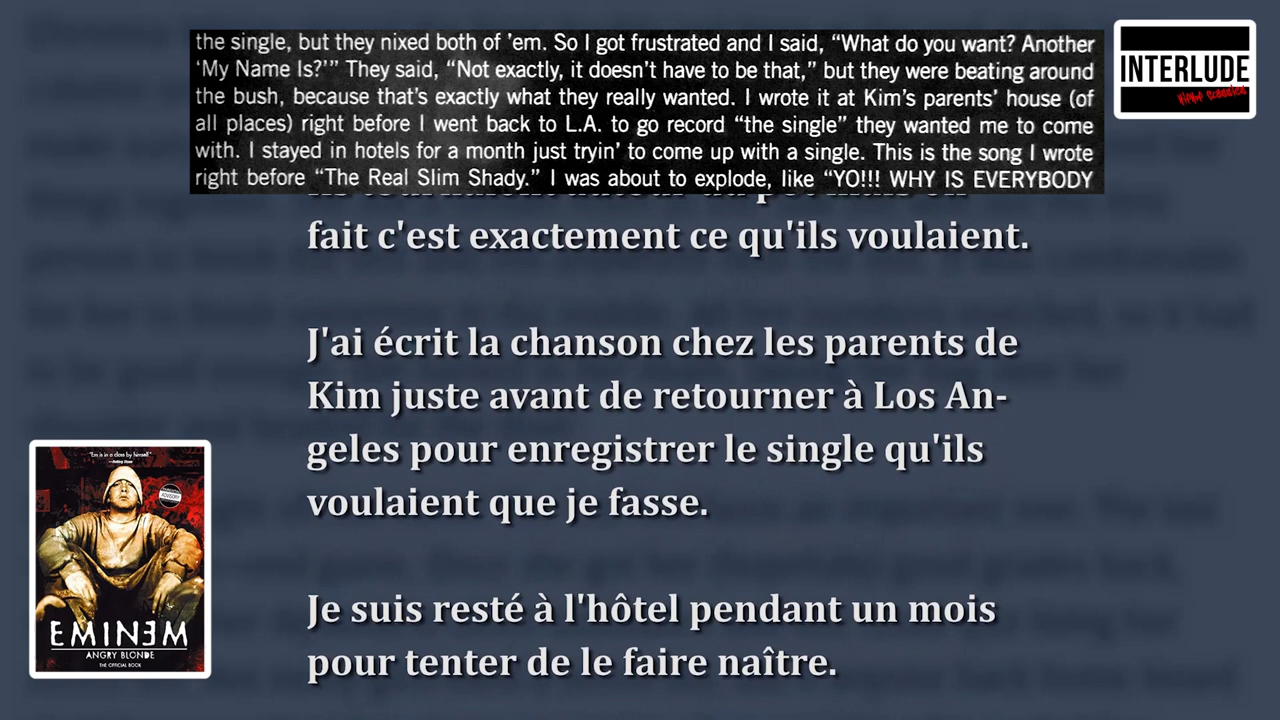 the single, but they nixed both of 'em. So I got frustrated and I said, “What do you want? Another
‘My Name Is?’” They said, “Not exactly, it doesn't have to be that,” but they were beating around
the bush, because that's exactly what they really wanted. I wrote it at Kim's parents' house (of
all places) right before I went back to L.A. to go record “the single” they wanted me to come
with. I stayed in hotels for a month just tryin' to come up with a single. This is the song I wrote
right before “The Real Slim Shady.” I was about to explode, like “YO!!! WHY IS EVERYBODY
INTERLUDE
fait c'est exactement ce qu'ils voulaient.
J'ai écrit la chanson chez les parents de
Kim juste avant de retourner à Los An-
geles pour enregistrer le single qu'ils
voulaient que je fasse.
Je suis resté à l'hôtel pendant un mois
pour tenter de le faire naître.
"Em is in a class by himself."
EMINƎM
ANGRY BLONDE
THE OFFICIAL BOOK